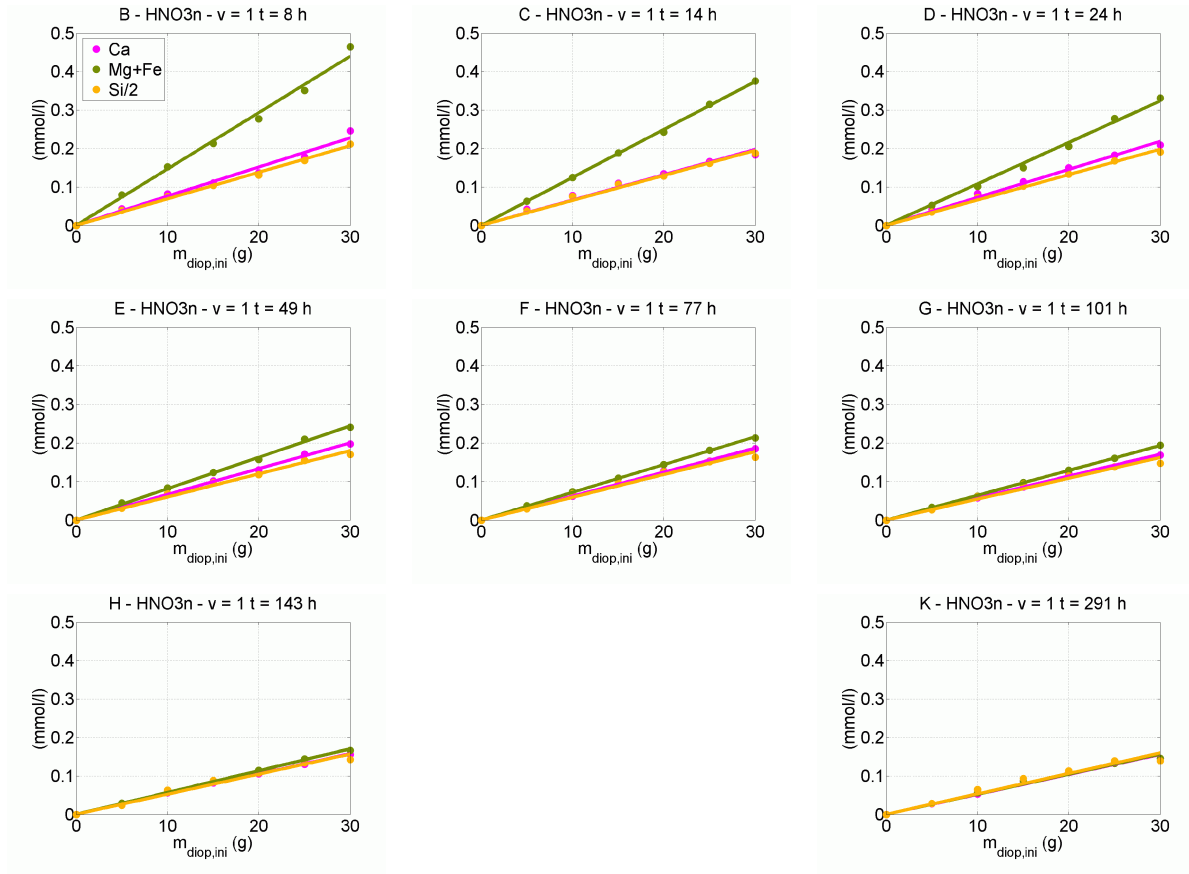 B - HNO3n - v = 1 t = 8 h
0.5
0.4
0.3
0.2
0.1
0
(mmol/l)
Ca
Mg+Fe
Si/2
0 10 20 30
m diop,ini (g)
C - HNO3n - v = 1 t = 14 h
0.5
0.4
0.3
0.2
0.1
0
(mmol/l)
0 10 20 30
m diop,ini (g)
D - HNO3n - v = 1 t = 24 h
0.5
0.4
0.3
0.2
0.1
0
(mmol/l)
0 10 20 30
m diop,ini (g)
E - HNO3n - v = 1 t = 49 h
0.5
0.4
0.3
0.2
0.1
0
(mmol/l)
0 10 20 30
m diop,ini (g)
F - HNO3n - v = 1 t = 77 h
0.5
0.4
0.3
0.2
0.1
0
(mmol/l)
0 10 20 30
m diop,ini (g)
G - HNO3n - v = 1 t = 101 h
0.5
0.4
0.3
0.2
0.1
0
(mmol/l)
0 10 20 30
m diop,ini (g)
H - HNO3n - v = 1 t = 143 h
0.5
0.4
0.3
0.2
0.1
0
(mmol/l)
0 10 20 30
m diop,ini (g)
K - HNO3n - v = 1 t = 291 h
0.5
0.4
0.3
0.2
0.1
0
(mmol/l)
0 10 20 30
m diop,ini (g)